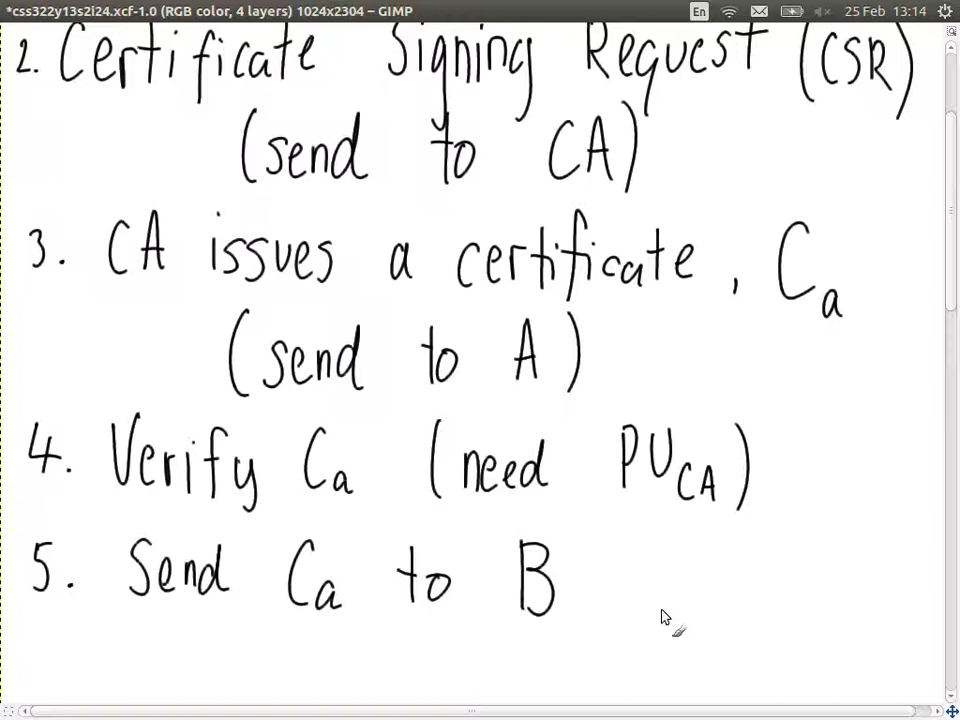 *css322y13s2i24.xcf-1.0 (RGB color, 4 layers) 1024x2304 – GIMP En 25 Feb 13:14
2. Certificate Signing Request (CSR)
(send to CA)
3. CA issues a certificate, Ca
(send to A)
4. Verify Ca (need PUCA)
5. Send Ca to B